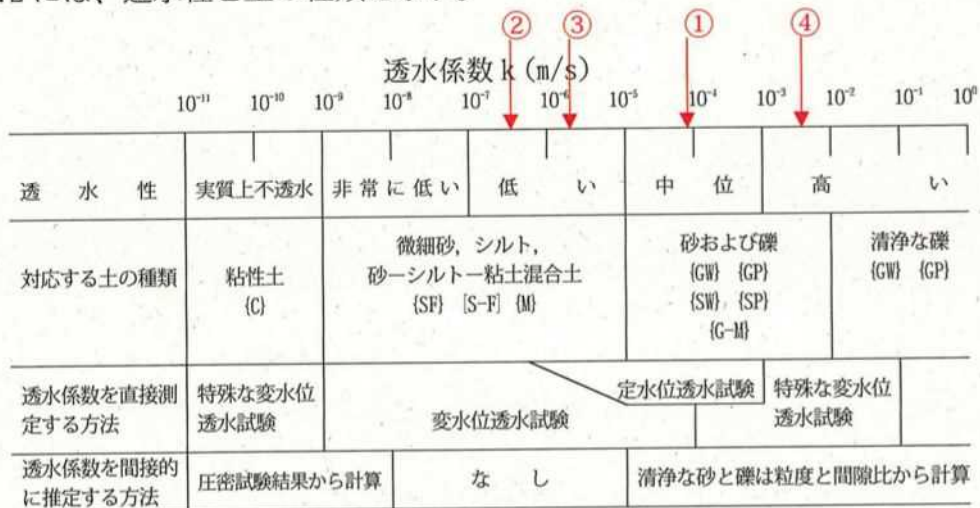 ② ③ ① ④
透水係数 k (m/s)
10⁻¹¹ 10⁻¹⁰ 10⁻⁹ 10⁻⁸ 10⁻⁷ 10⁻⁶ 10⁻⁵ 10⁻⁴ 10⁻³ 10⁻² 10⁻¹ 10⁰
透水性 実質上不透水 非常に低い 低い 中位 高い
対応する土の種類
粘性土
{C}
微細砂，シルト，
砂ーシルトー粘土混合土
{SF} [S-F] {M}
砂および礫
{GW} {GP}
{SW} {SP}
{G-M}
清浄な礫
{GW} {GP}
透水係数を直接測
定する方法
特殊な変水位
透水試験
変水位透水試験
定水位透水試験
特殊な変水位
透水試験
透水係数を間接的
に推定する方法
圧密試験結果から計算
なし
清浄な砂と礫は粒度と間隙比から計算